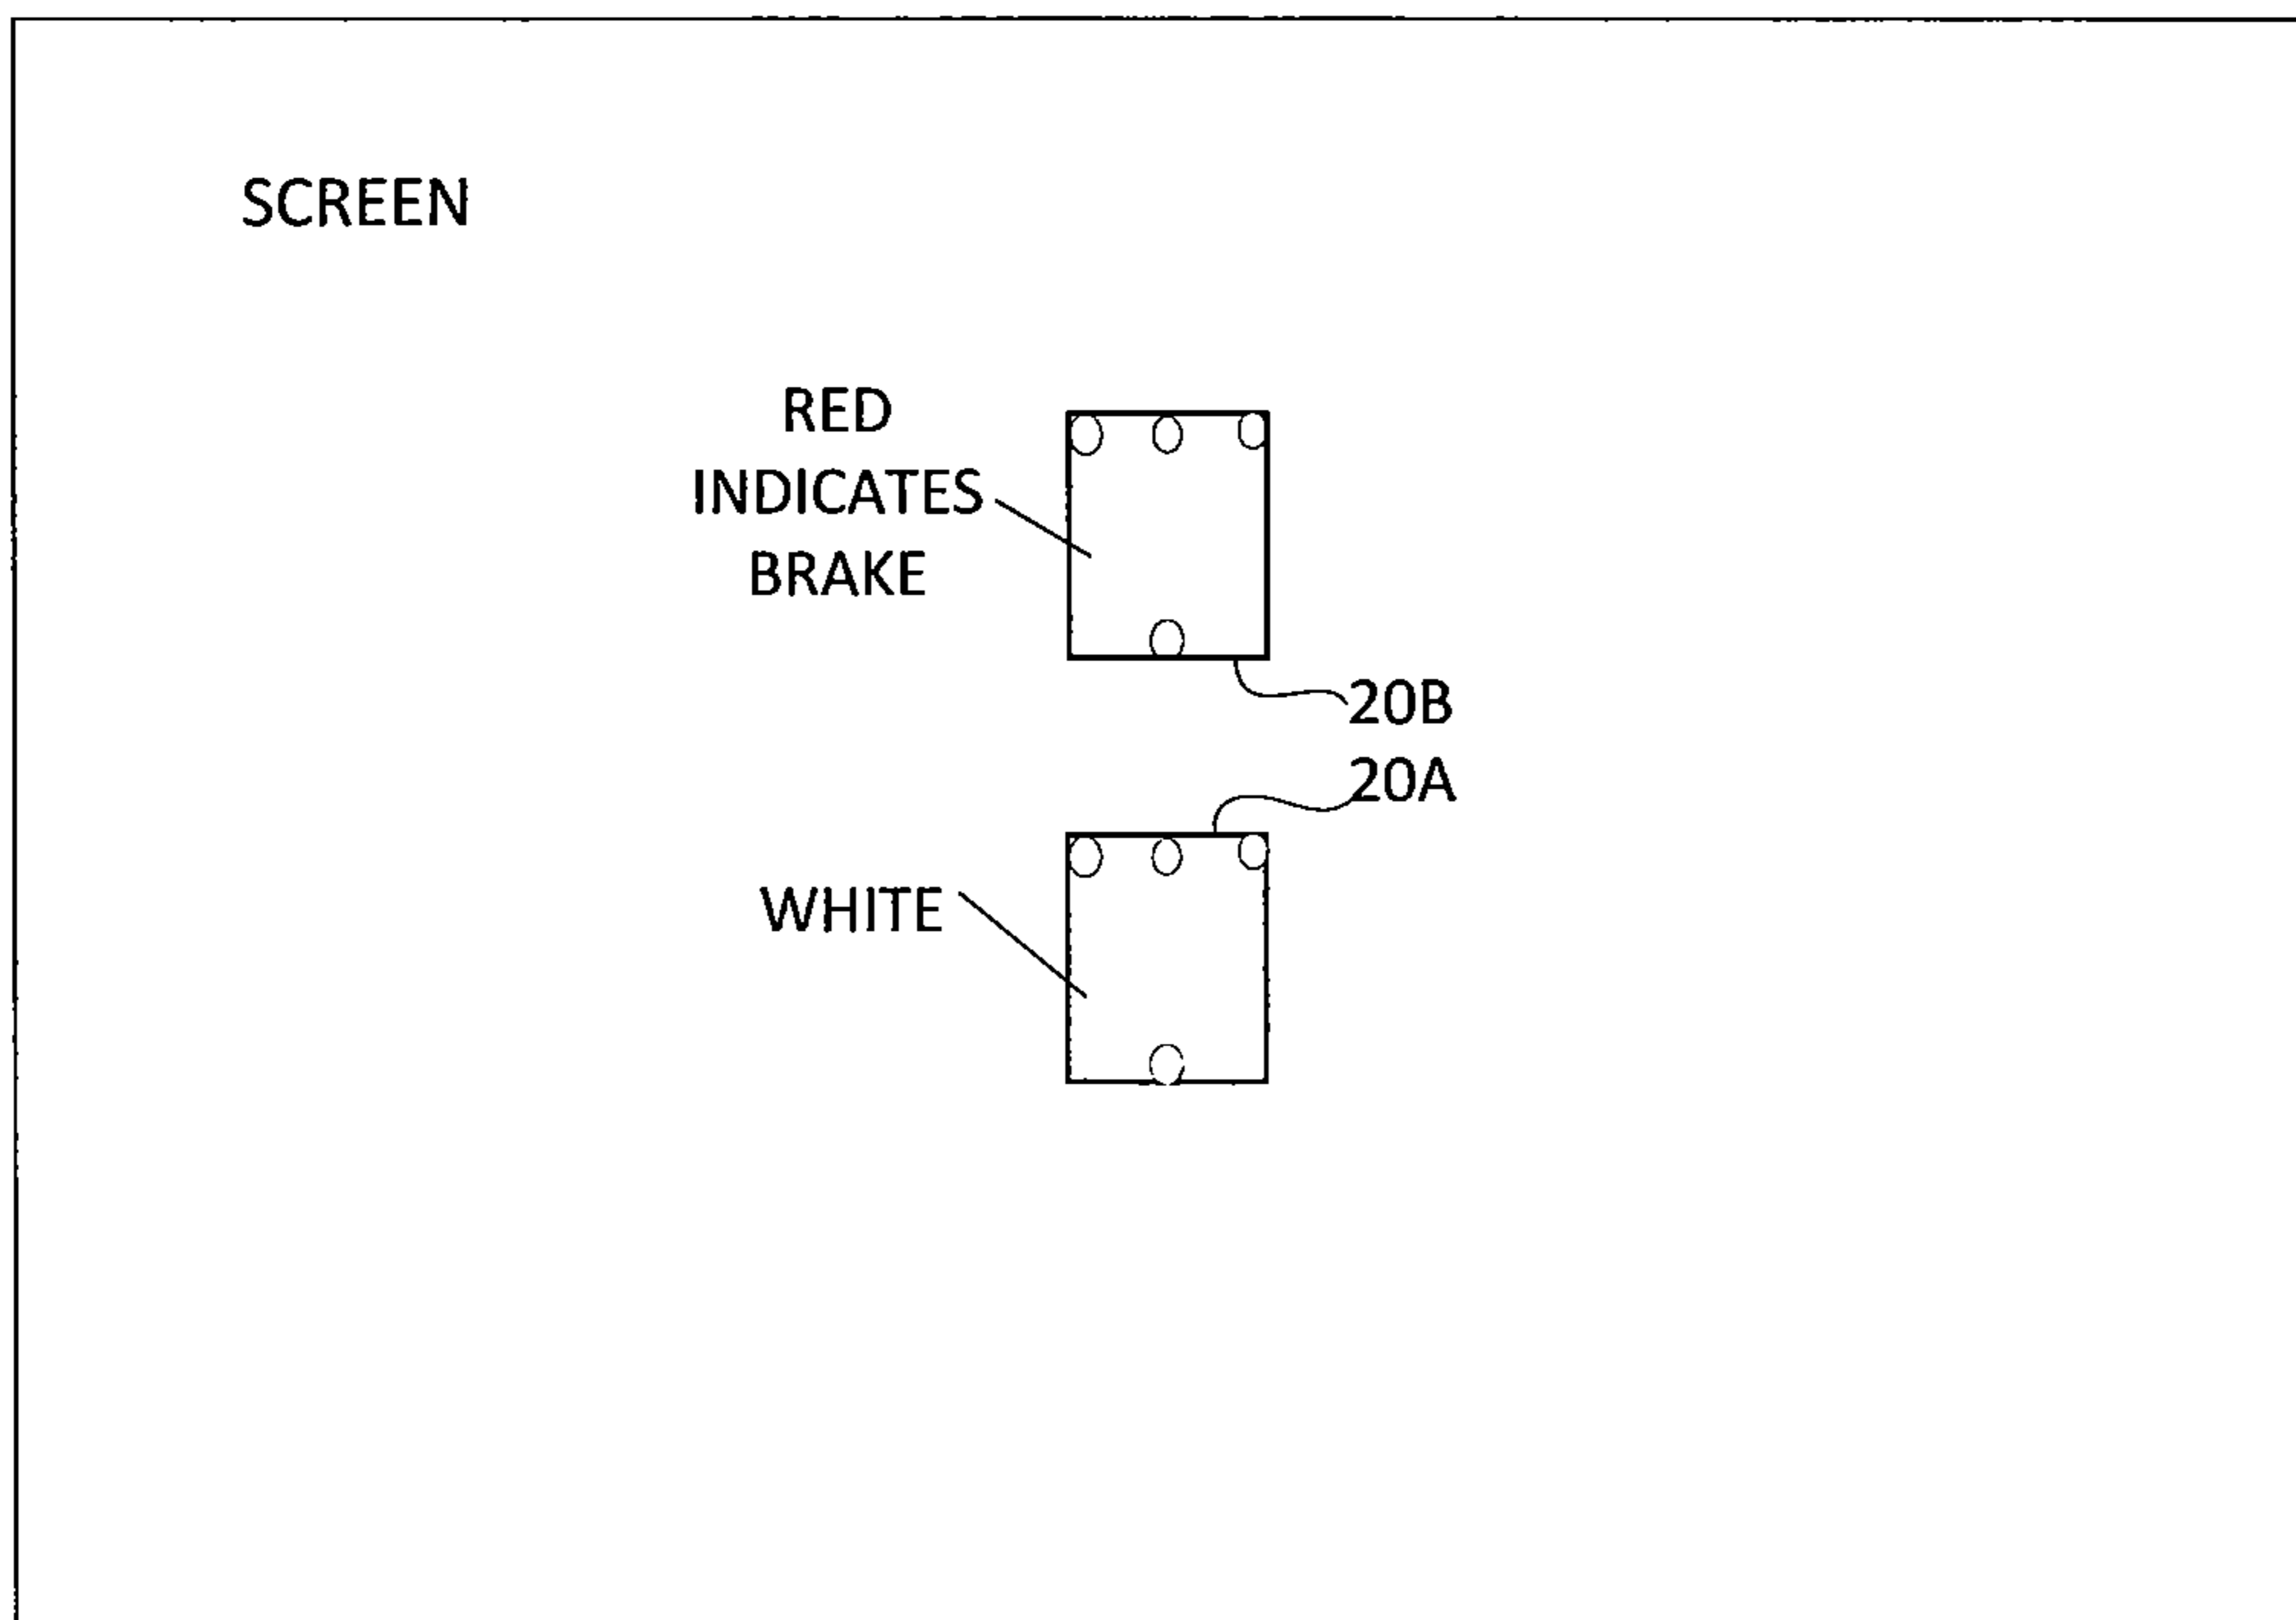 SCREEN
RED
INDICATES
BRAKE
20B
20A
WHITE